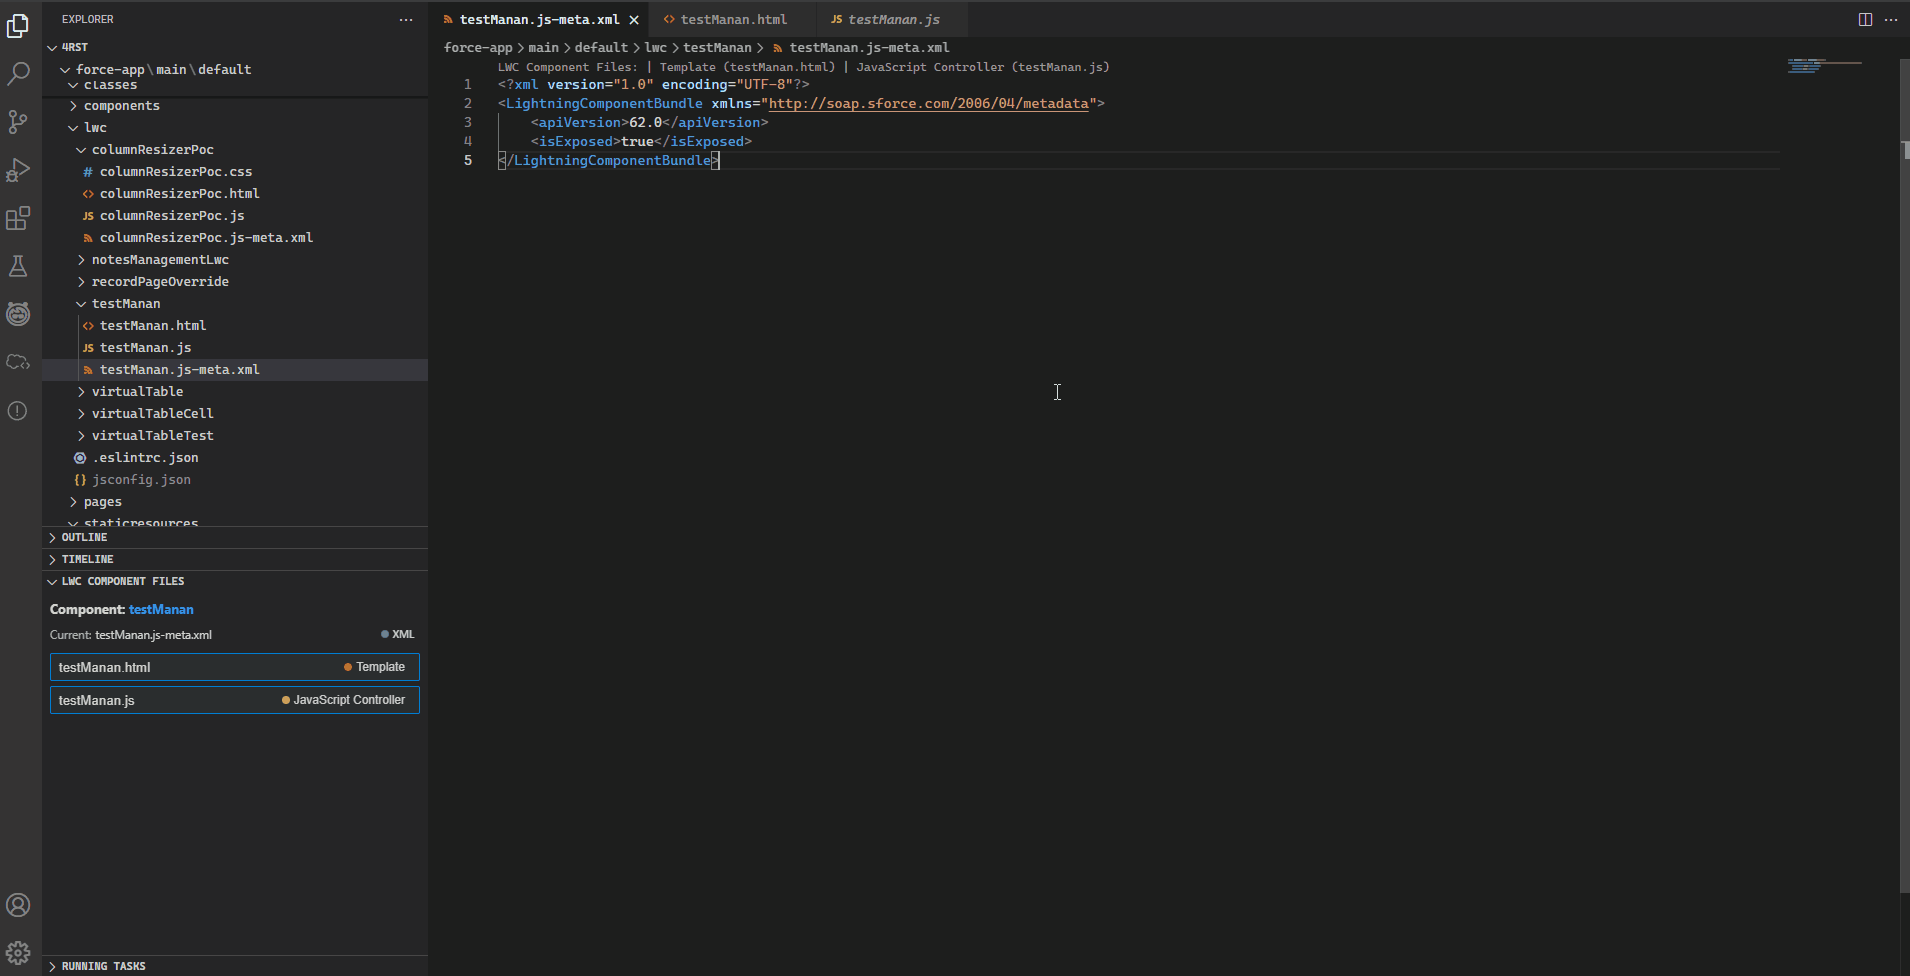 EXPLORER
4RST
force-app\main\default
classes
components
lwc
columnResizerPoc
# columnResizerPoc.css
<> columnResizerPoc.html
JS columnResizerPoc.js
columnResizerPoc.js-meta.xml
notesManagementLwc
recordPageOverride
testManan
<> testManan.html
JS testManan.js
testManan.js-meta.xml
virtualTable
virtualTableCell
virtualTableTest
.eslintrc.json
{} jsconfig.json
pages
staticresources
OUTLINE
TIMELINE
LWC COMPONENT FILES
Component: testManan
Current: testManan.js-meta.xml XML
testManan.html Template
testManan.js JavaScript Controller
RUNNING TASKS
testManan.js-meta.xml <> testManan.html JS testManan.js
force-app > main > default > lwc > testManan > testManan.js-meta.xml
LWC Component Files: | Template (testManan.html) | JavaScript Controller (testManan.js)
1 <?xml version="1.0" encoding="UTF-8"?>
2 <LightningComponentBundle xmlns="http://soap.sforce.com/2006/04/metadata">
3 <apiVersion>62.0</apiVersion>
4 <isExposed>true</isExposed>
5 </LightningComponentBundle>